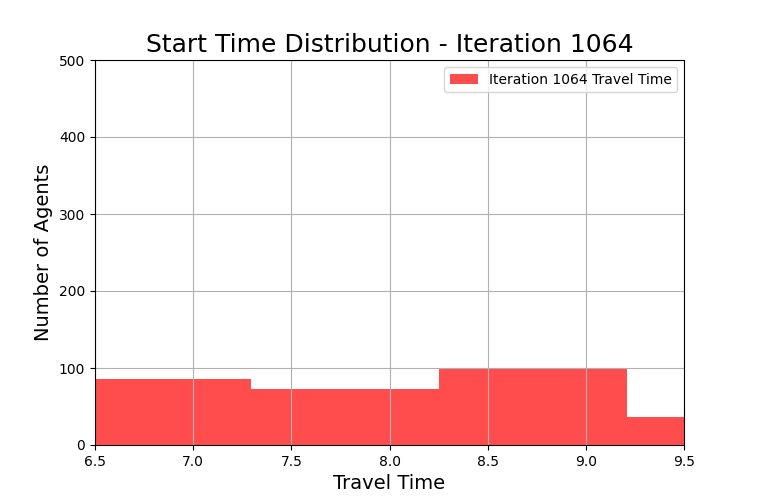 Start Time Distribution - Iteration 1064
Iteration 1064 Travel Time
Number of Agents
500
400
300
200
100
0
6.5 7.0 7.5 8.0 8.5 9.0 9.5
Travel Time